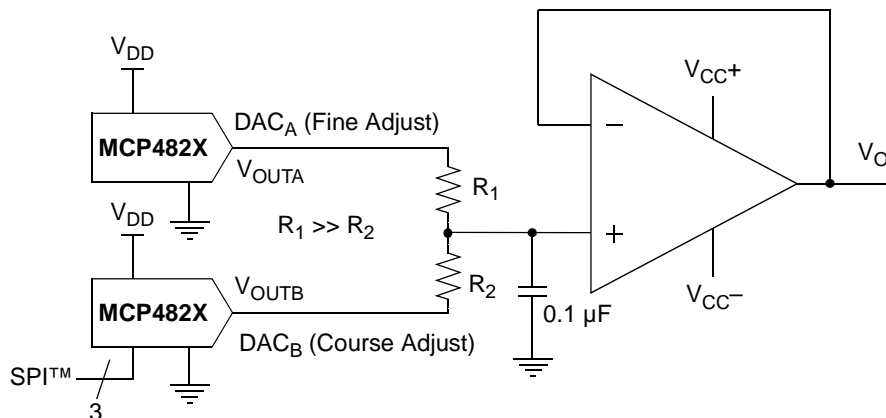 V_DD
DAC_A (Fine Adjust)
MCP482X
V_OUTA
R_1
V_DD
R_1 >> R_2
V_OUTB
MCP482X
R_2
DAC_B (Course Adjust)
SPI™
3
0.1 µF
V_CC+
–
+
V_CC–
V_O